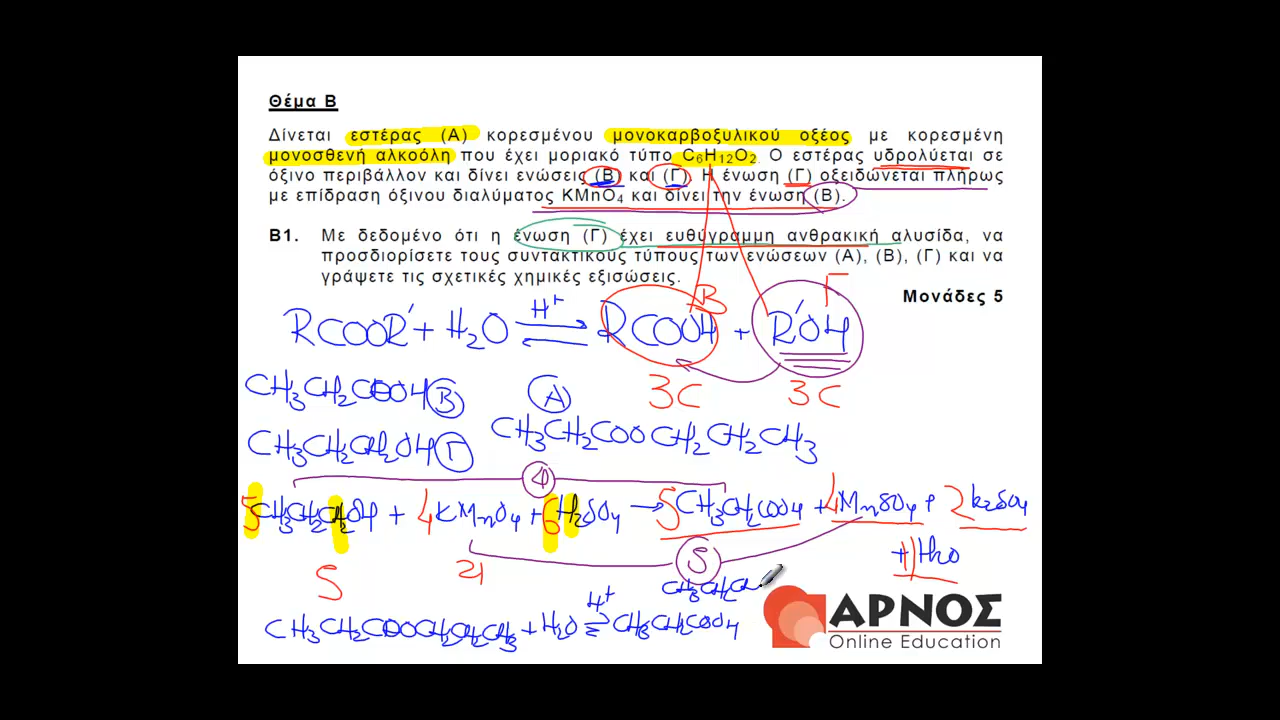 Θέμα Β
Δίνεται εστέρας (Α) κορεσμένου μονοκαρβοξυλικού οξέος με κορεσμένη
μονοσθενή αλκοόλη που έχει μοριακό τύπο C₆H₁₂O₂. Ο εστέρας υδρολύεται σε
όξινο περιβάλλον και δίνει ενώσεις (Β) και (Γ). Η ένωση (Γ) οξειδώνεται πλήρως
με επίδραση όξινου διαλύματος KMnO₄ και δίνει την ένωση (Β).
Β1. Με δεδομένο ότι η ένωση (Γ) έχει ευθύγραμμη ανθρακική αλυσίδα, να
προσδιορίσετε τους συντακτικούς τύπους των ενώσεων (Α), (Β), (Γ) και να
γράψετε τις σχετικές χημικές εξισώσεις.
Μονάδες 5
B Γ
RCOOR' + H₂O ⇌ H⁺ RCOOH + R'OH
3C 3C
CH₃CH₂COOH B
A
CH₃CH₂COOCH₂CH₂CH₃
CH₃CH₂CH₂OH Γ
4
5CH₃CH₂CH₂OH + 4KMnO₄ + 6H₂SO₄ → 5CH₃CH₂COOH + 4MnSO₄ + 2K₂SO₄
+ 11H₂O
5
5 24
CH₃CH₂CH
CH₃CH₂COOCH₂CH₂CH₃ + H₂O ⇌ H⁺ CH₃CH₂COOH
ΑΡΝΟΣ
Online Education